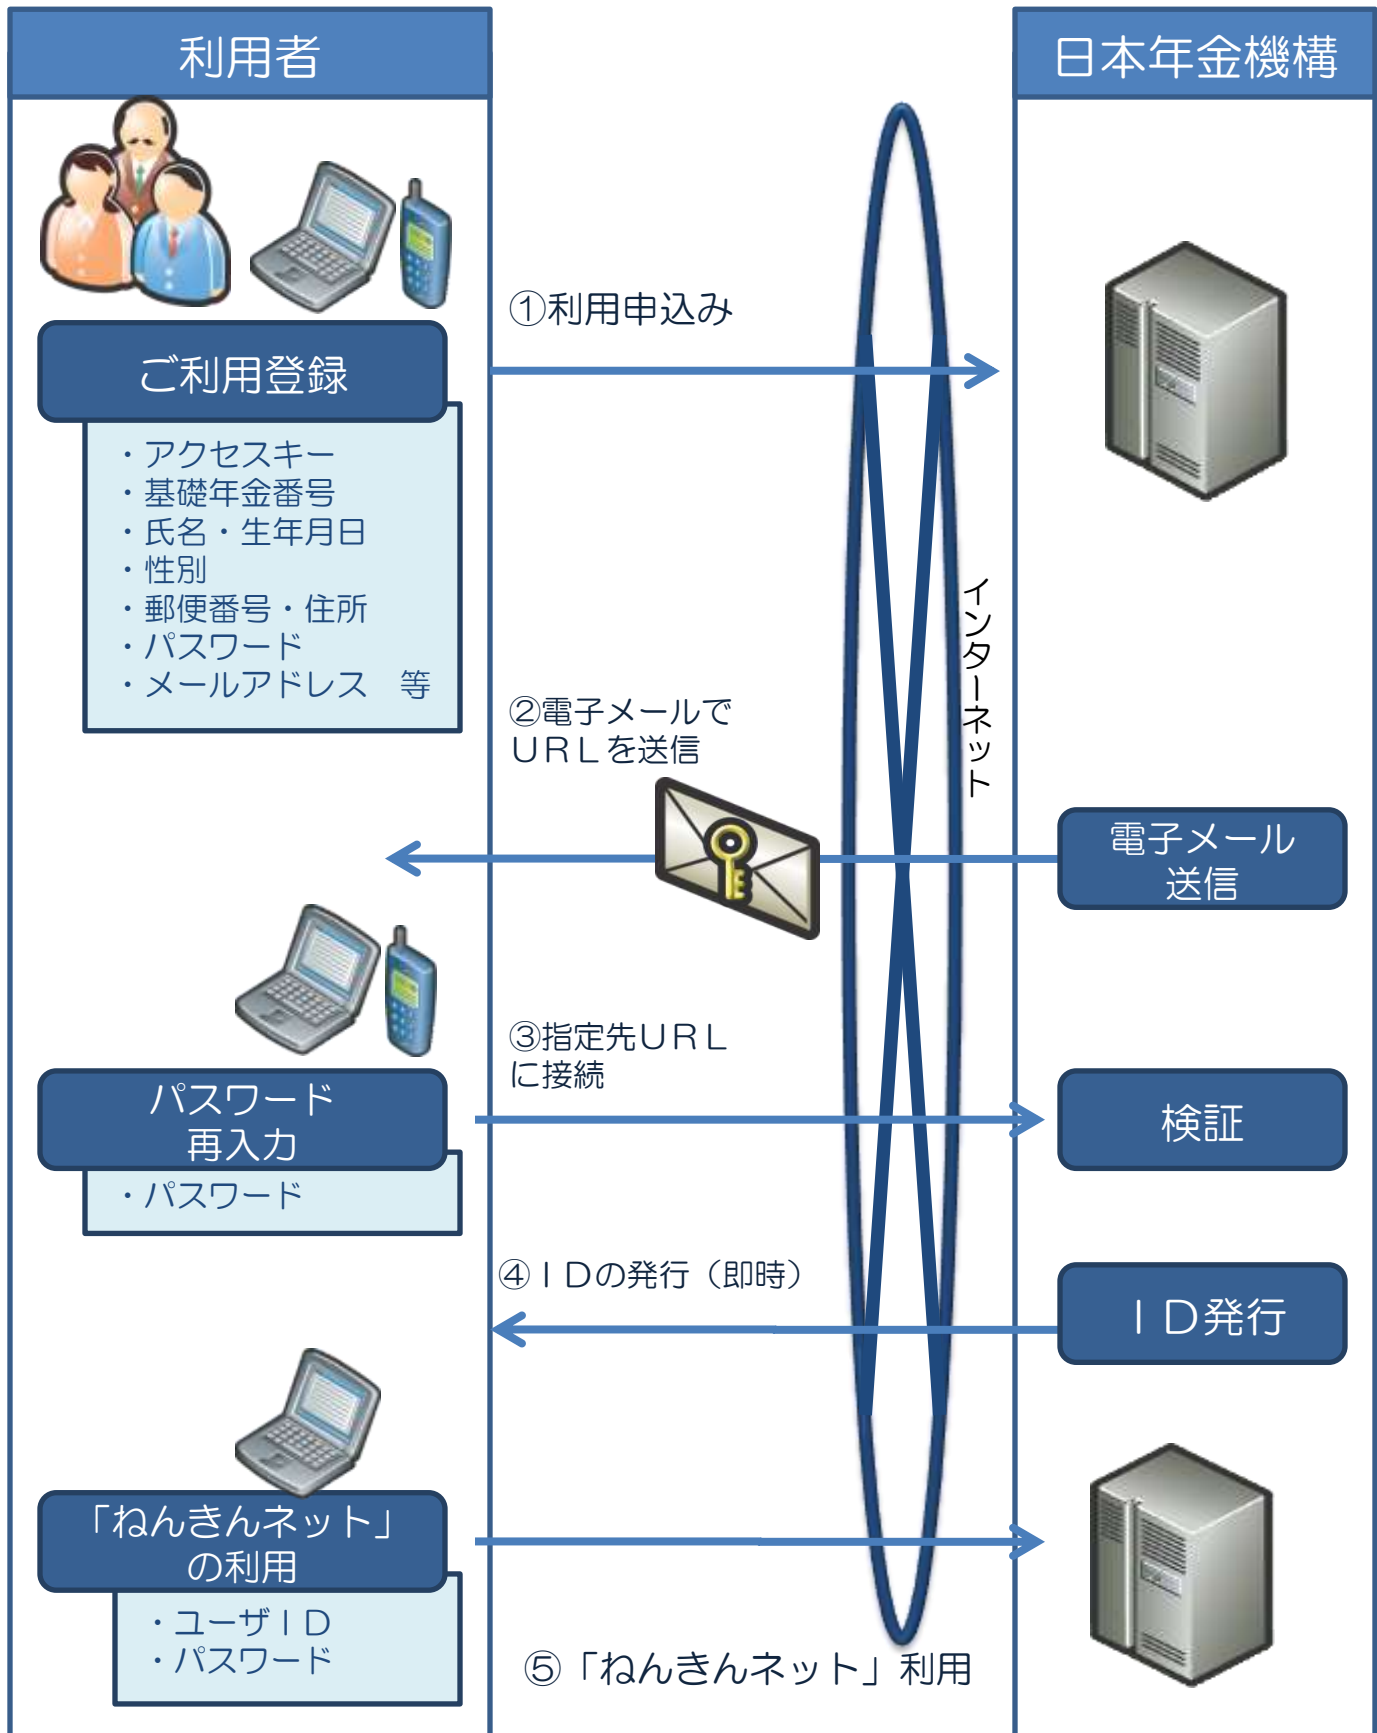 利用者
日本年金機構
①利用申込み
ご利用登録
・アクセスキー
・基礎年金番号
・氏名・生年月日
・性別
・郵便番号・住所
・パスワード
・メールアドレス　等
インターネット
②電子メールで
ＵＲＬを送信
電子メール
送信
③指定先ＵＲＬ
に接続
パスワード
再入力
・パスワード
検証
④ＩＤの発行（即時）
ＩＤ発行
「ねんきんネット」
の利用
・ユーザＩＤ
・パスワード
⑤「ねんきんネット」利用